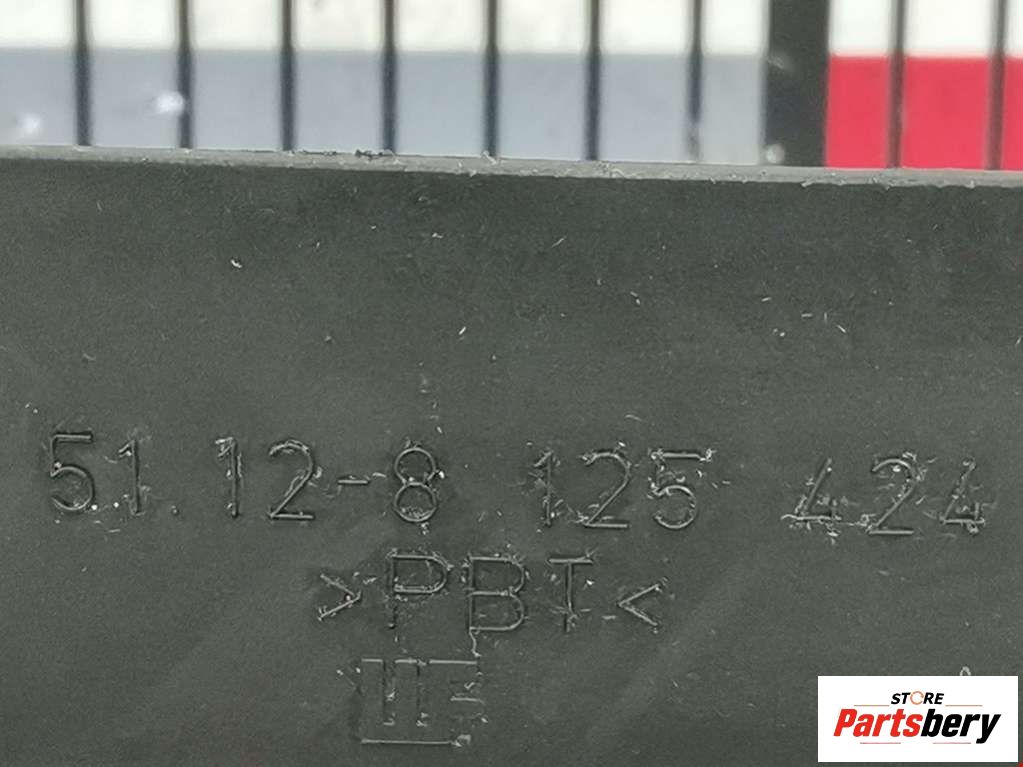 51.12-8 125 424
>PBT<
STORE
Partsbery